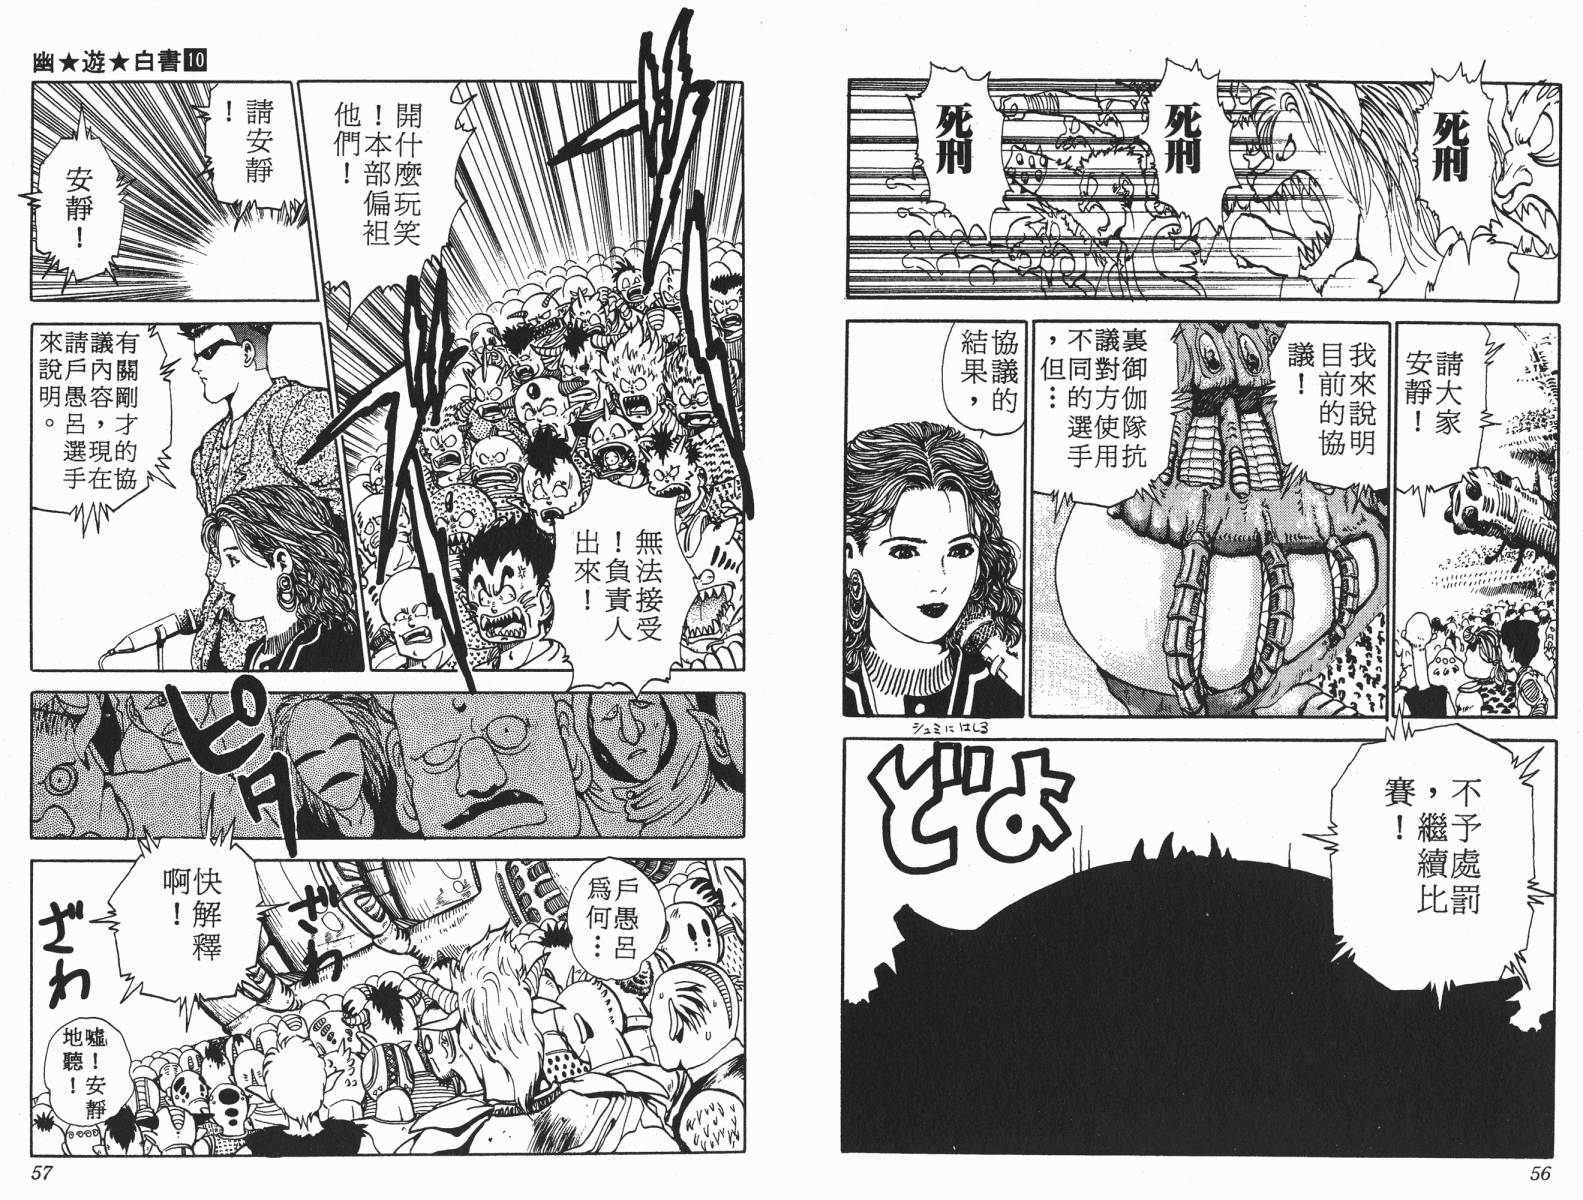 死刑
死刑
死刑
請大家
安靜!
我來說明
目前的協
議!
裏御伽隊抗
議對方使用
不同的選手
,但…
協議的
結果,
シュミにはしる
不予處罰
,繼續比
賽!
どよ
56
幽★遊★白書10
開什麼玩笑
!本部偏袒
他們!
無法接受
!負責人
出來!
請安靜
!
安靜!
有關剛才的協
議內容,現在
請戶愚呂選手
來說明。
ピタ
戶愚呂
為何…
快解釋
啊!
ざわ
ざわ
噓!安靜
地聽!
57